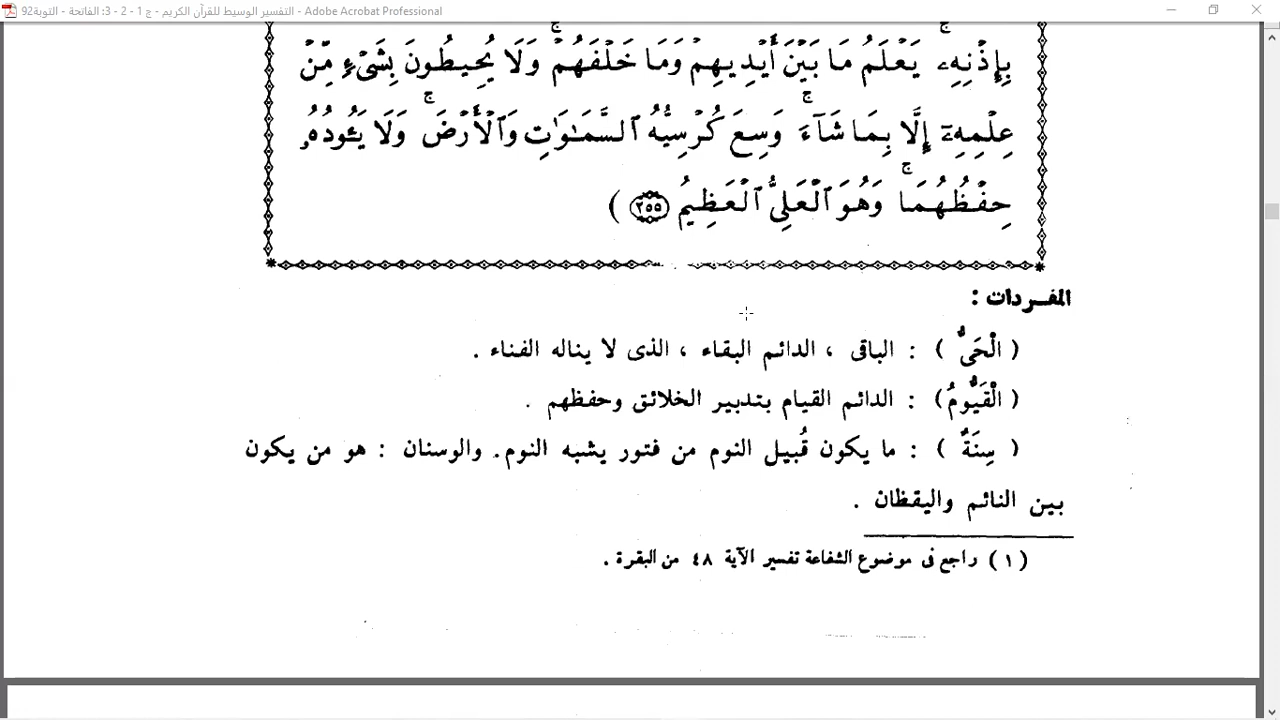 التفسير الوسيط للقرآن الكريم - ج 1 - 2 - 3: الفاتحة - التوبة92 - Adobe Acrobat Professional
بِإِذْنِهِۦۚ يَعْلَمُ مَا بَيْنَ أَيْدِيهِمْ وَمَا خَلْفَهُمْۖ وَلَا يُحِيطُونَ بِشَىْءٍ مِّنْ
عِلْمِهِۦٓ إِلَّا بِمَا شَآءَۚ وَسِعَ كُرْسِيُّهُ ٱلسَّمَٰوَٰتِ وَٱلْأَرْضَۖ وَلَا يَـُٔودُهُۥ
حِفْظُهُمَاۚ وَهُوَ ٱلْعَلِىُّ ٱلْعَظِيمُ ٢٥٥ )
المفردات :
( الْحَىُّ ) : الباقى ، الدائم البقاء ، الذى لا يناله الفناء .
( الْقَيُّومُ ) : الدائم القيام بتدبير الخلائق وحفظهم .
( سِنَةٌ ) : ما يكون قُبيل النوم من فتور يشبه النوم. والوسنان : هو من يكون
بين النائم واليقظان .
( ١ ) راجع فى موضوع الشفاعة تفسير الآية ٤٨ من البقرة .